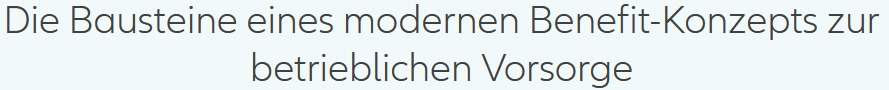 Die Bausteine eines modernen Benefit-Konzepts zur
betrieblichen Vorsorge